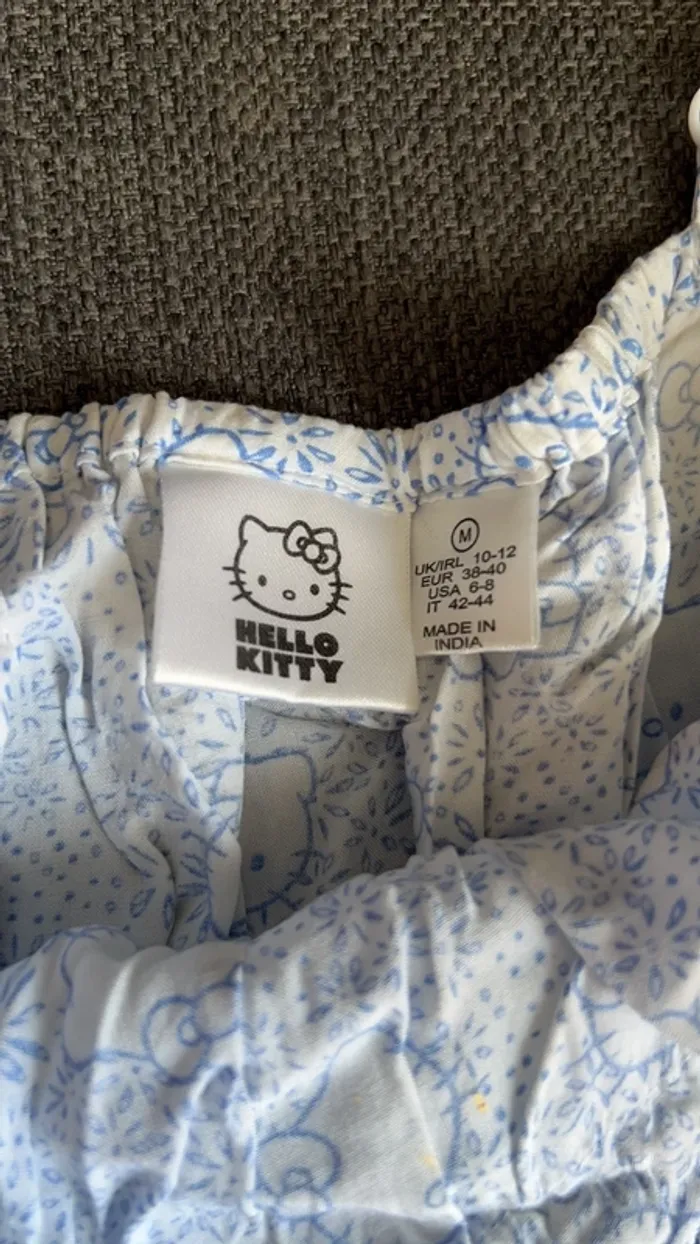 HELLO
KITTY
M
UK/IRL 10-12
EUR 38-40
USA 6-8
IT 42-44
MADE IN
INDIA